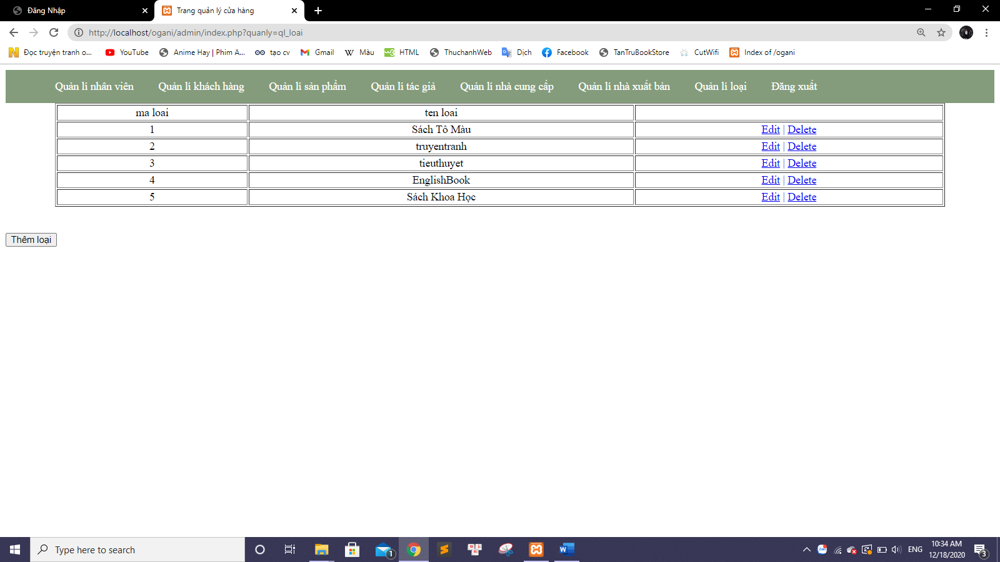 Đăng Nhập
Trang quản lý cửa hàng
http://localhost/ogani/admin/index.php?quanly=ql_loai
Đọc truyện tranh o...
YouTube
Anime Hay | Phim A...
tạo cv
Gmail
Màu
HTML
ThuchanhWeb
Dịch
Facebook
TanTruBookStore
CutWifi
Index of /ogani
Quản lí nhân viên
Quản lí khách hàng
Quản lí sản phẩm
Quản lí tác giả
Quản lí nhà cung cấp
Quản lí nhà xuất bản
Quản lí loại
Đăng xuất
ma loai ten loai
1 Sách Tô Màu Edit | Delete
2 truyentranh Edit | Delete
3 tieuthuyet Edit | Delete
4 EnglishBook Edit | Delete
5 Sách Khoa Học Edit | Delete
Thêm loại
Type here to search
1
ENG
10:34 AM
12/18/2020
3